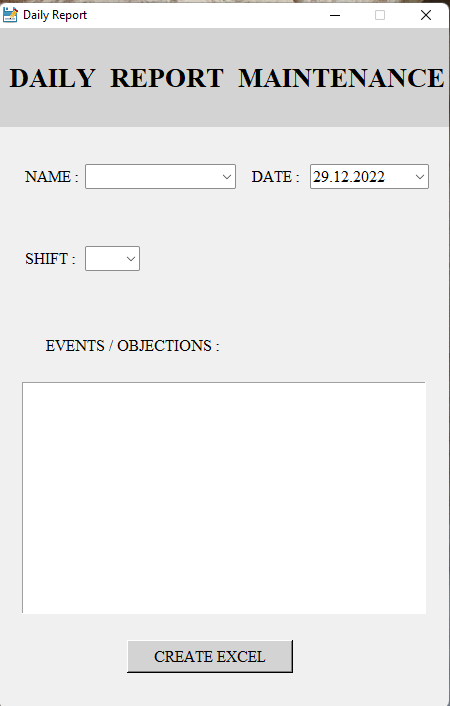 Daily Report
DAILY REPORT MAINTENANCE
NAME : DATE : 29.12.2022
SHIFT :
EVENTS / OBJECTIONS :
CREATE EXCEL